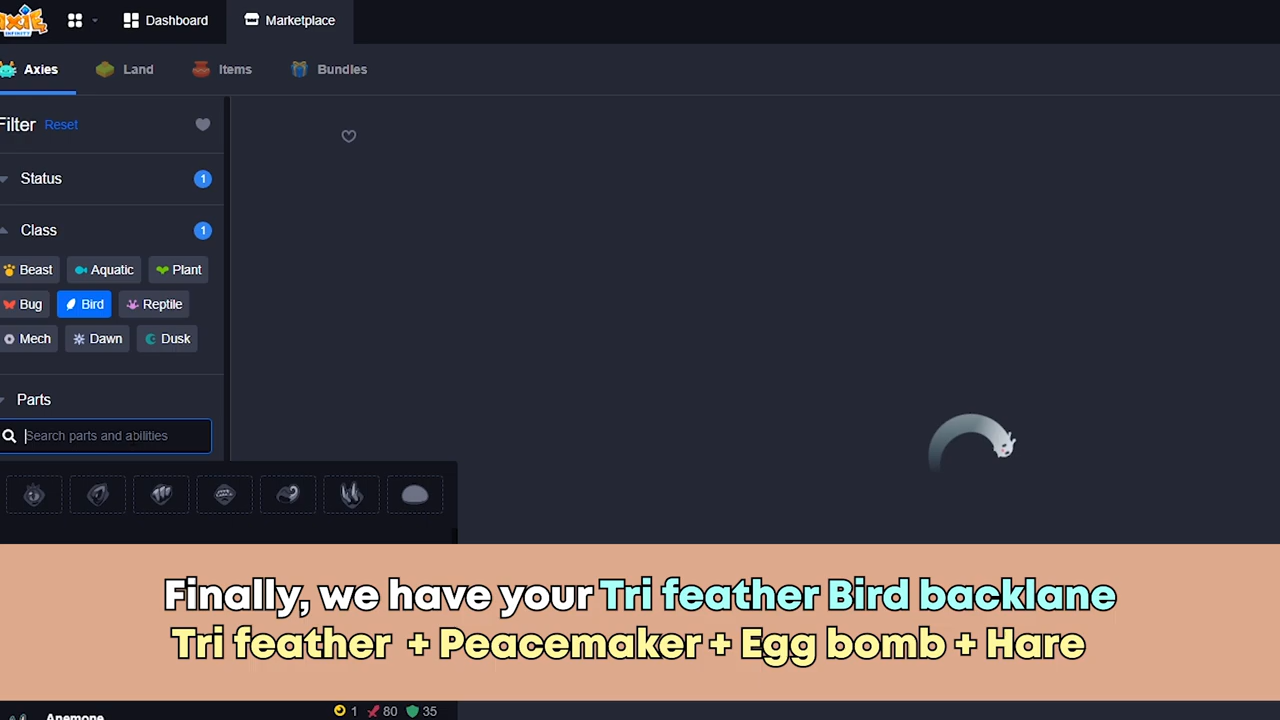 AXIE
INFINITY
Dashboard
Marketplace
Axies
Land
Items
Bundles
Filter
Reset
Status
1
Class
1
Beast
Aquatic
Plant
Bug
Bird
Reptile
Mech
Dawn
Dusk
Parts
Search parts and abilities
Finally, we have your Tri feather Bird backlane
Tri feather + Peacemaker + Egg bomb + Hare
Anemone
1
80
35